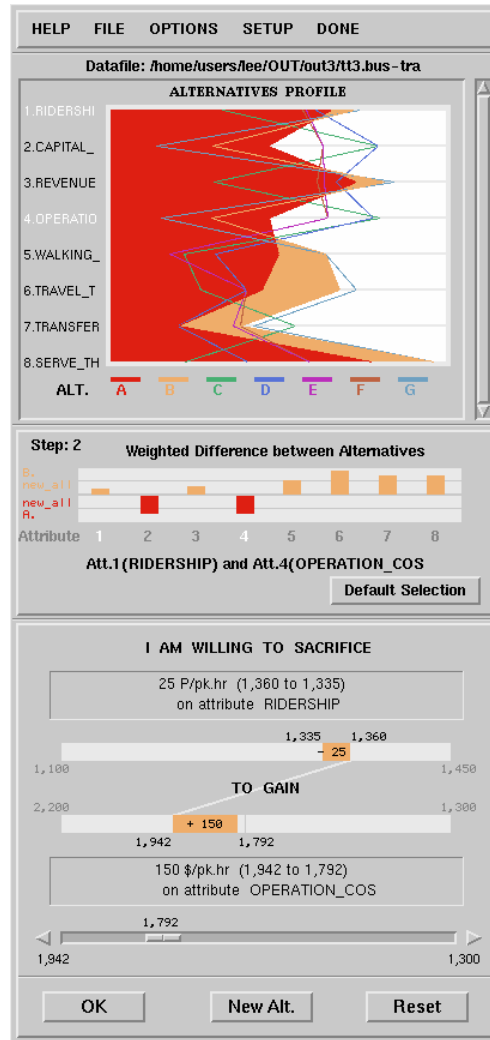 HELP FILE OPTIONS SETUP DONE
Datafile: /home/users/lee/OUT/out3/tt3.bus-tra
ALTERNATIVES PROFILE
1.RIDERSHI
2.CAPITAL_
3.REVENUE
4.OPERATIO
5.WALKING_
6.TRAVEL_T
7.TRANSFER
8.SERVE_TH
ALT. A B C D E F G
Step: 2 Weighted Difference between Alternatives
B.
new_all
new_all
A.
Attribute 1 2 3 4 5 6 7 8
Att.1(RIDERSHIP) and Att.4(OPERATION_COS
Default Selection
I AM WILLING TO SACRIFICE
25 P/pk.hr (1,360 to 1,335)
on attribute RIDERSHIP
1,335 1,360
- 25
1,100 1,450
TO GAIN
2,200 1,300
+ 150
1,942 1,792
150 $/pk.hr (1,942 to 1,792)
on attribute OPERATION_COS
1,792
1,942 1,300
OK New Alt. Reset